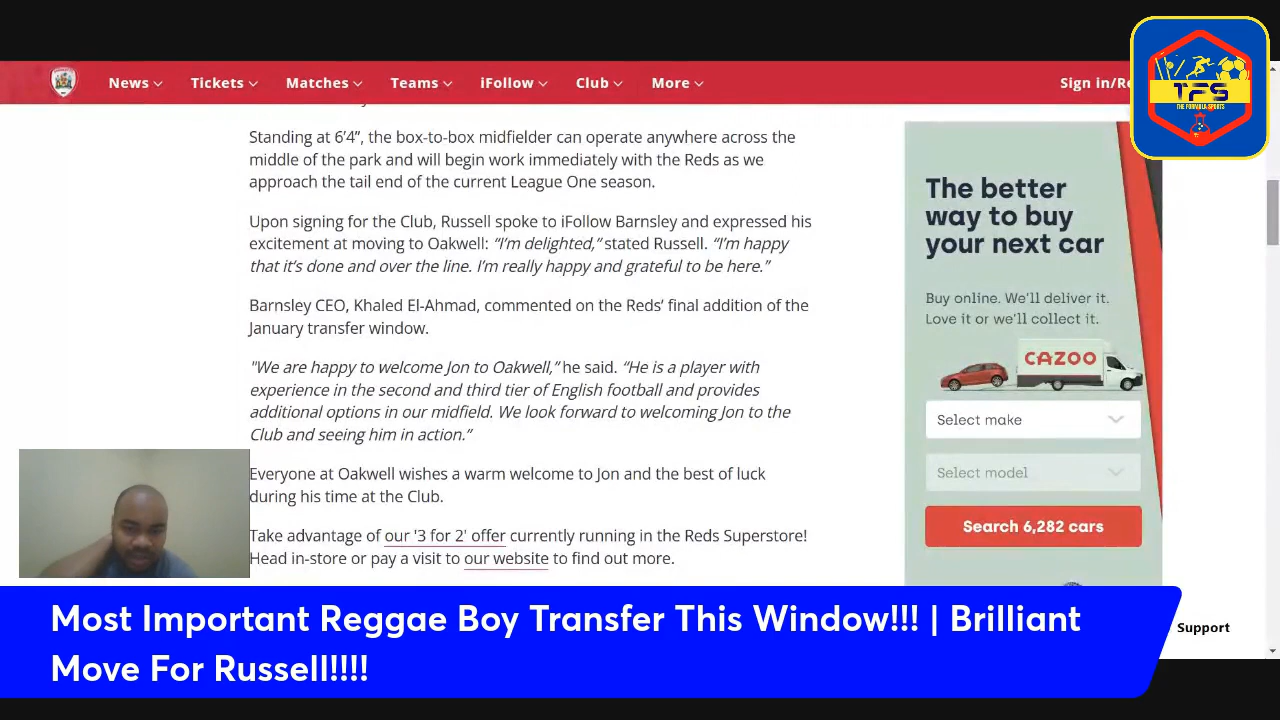 News Tickets Matches Teams iFollow Club More Sign in/Re
TFS
THE FORMULA SPORTS
Standing at 6’4”, the box-to-box midfielder can operate anywhere across the
middle of the park and will begin work immediately with the Reds as we
approach the tail end of the current League One season.
Upon signing for the Club, Russell spoke to iFollow Barnsley and expressed his
excitement at moving to Oakwell: “I’m delighted,” stated Russell. “I’m happy
that it’s done and over the line. I’m really happy and grateful to be here.”
Barnsley CEO, Khaled El-Ahmad, commented on the Reds’ final addition of the
January transfer window.
"We are happy to welcome Jon to Oakwell,” he said. “He is a player with
experience in the second and third tier of English football and provides
additional options in our midfield. We look forward to welcoming Jon to the
Club and seeing him in action.”
Everyone at Oakwell wishes a warm welcome to Jon and the best of luck
during his time at the Club.
Take advantage of our '3 for 2' offer currently running in the Reds Superstore!
Head in-store or pay a visit to our website to find out more.
The better
way to buy
your next car
Buy online. We’ll deliver it.
Love it or we’ll collect it.
CAZOO
Select make
Select model
Search 6,282 cars
Support
Most Important Reggae Boy Transfer This Window!!! | Brilliant
Move For Russell!!!!